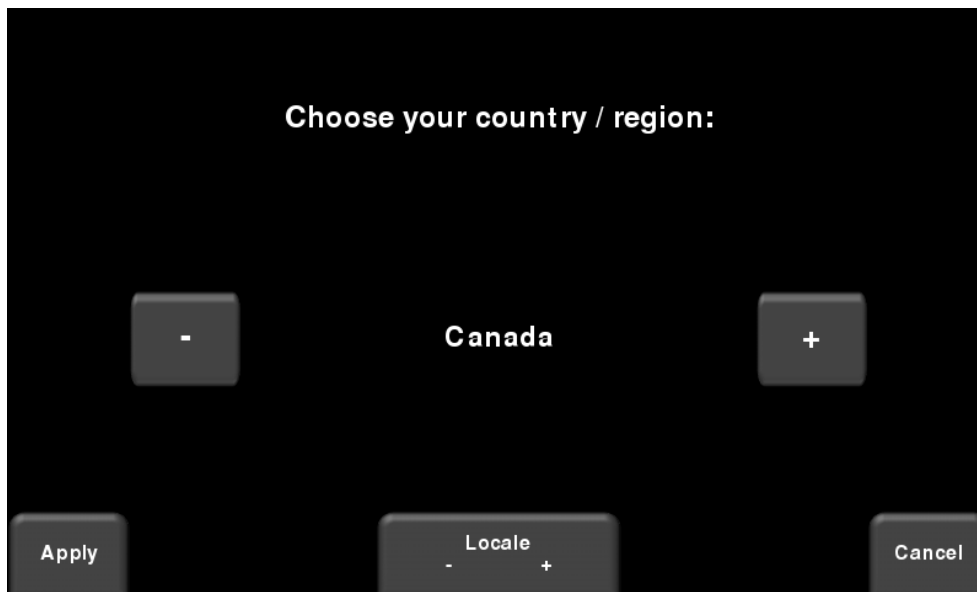 Choose your country / region:
-
Canada
+
Apply
Locale
- +
Cancel